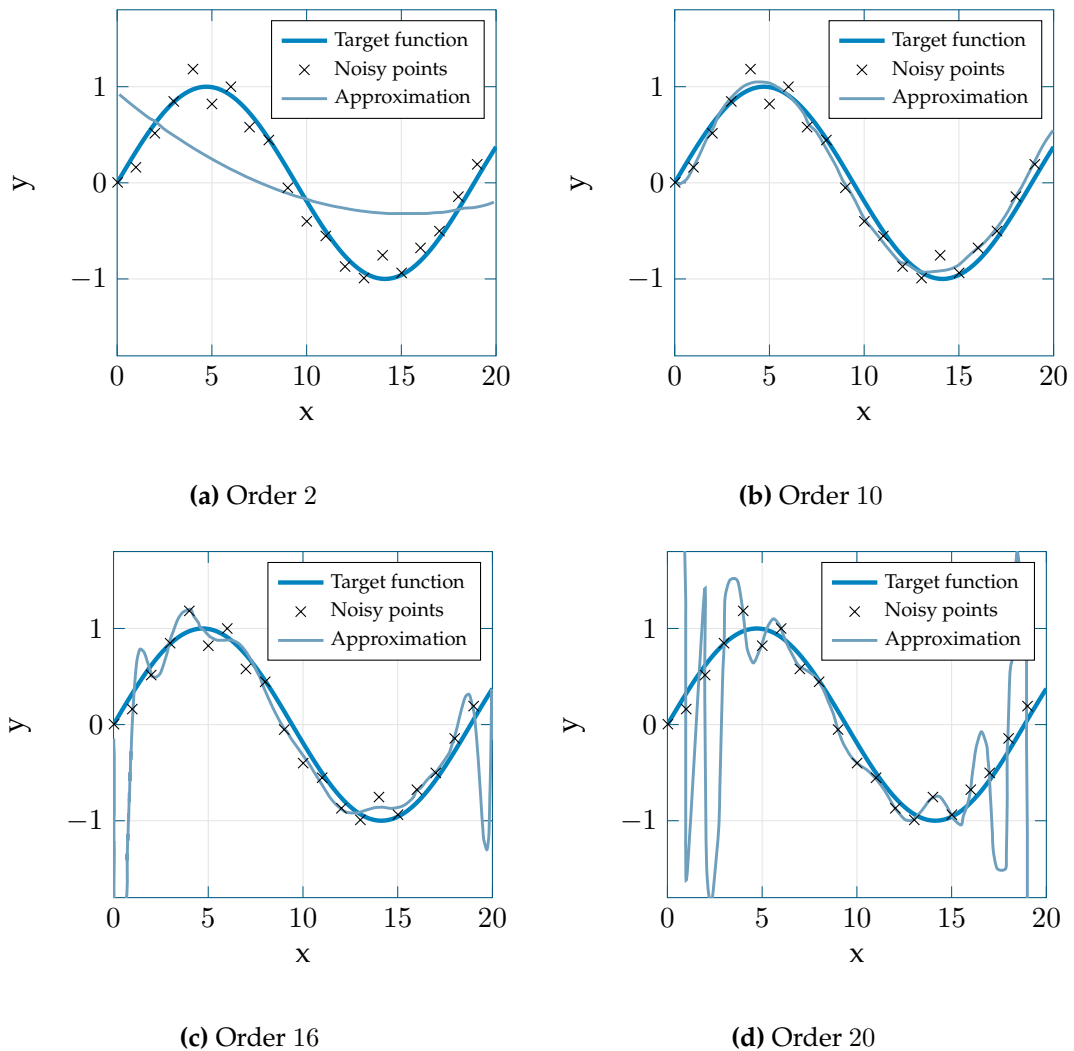 Target function
Noisy points
Approximation
1
0
−1
y
0 5 10 15 20
x
(a) Order 2
Target function
Noisy points
Approximation
1
0
−1
y
0 5 10 15 20
x
(b) Order 10
Target function
Noisy points
Approximation
1
0
−1
y
0 5 10 15 20
x
(c) Order 16
Target function
Noisy points
Approximation
1
0
−1
y
0 5 10 15 20
x
(d) Order 20